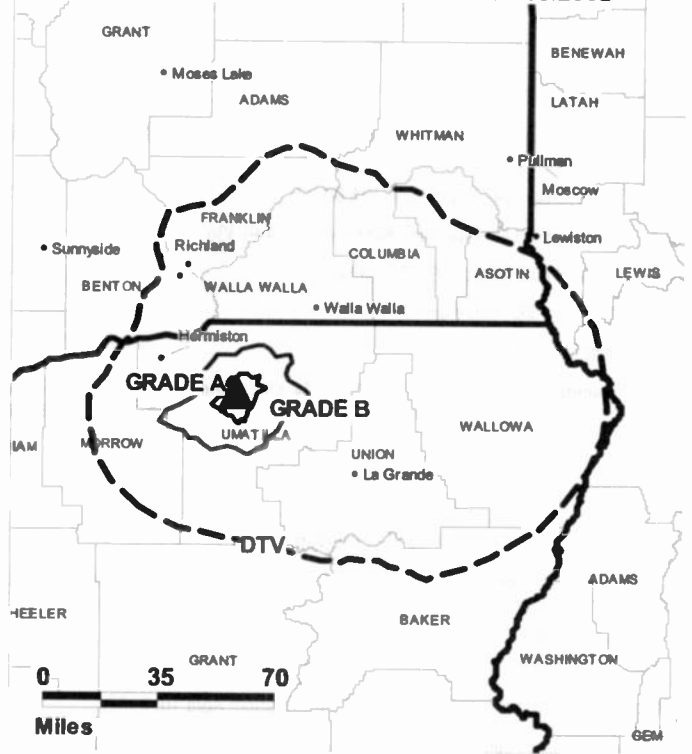 GRANT
BENEWAH
Moses Lake
ADAMS
LATAH
WHITMAN
Pullman
Moscow
FRANKLIN
Richland
Sunnyside
Lewiston
COLUMBIA
ASOTIN
LEWIS
BENTON
WALLA WALLA
Walla Walla
Hermiston
GRADE A
GRADE B
WALLOWA
UMATILLA
MORROW
IAM
UNION
La Grande
DTV
ADAMS
HEELER
BAKER
GRANT
WASHINGTON
0 35 70
Miles
GEM